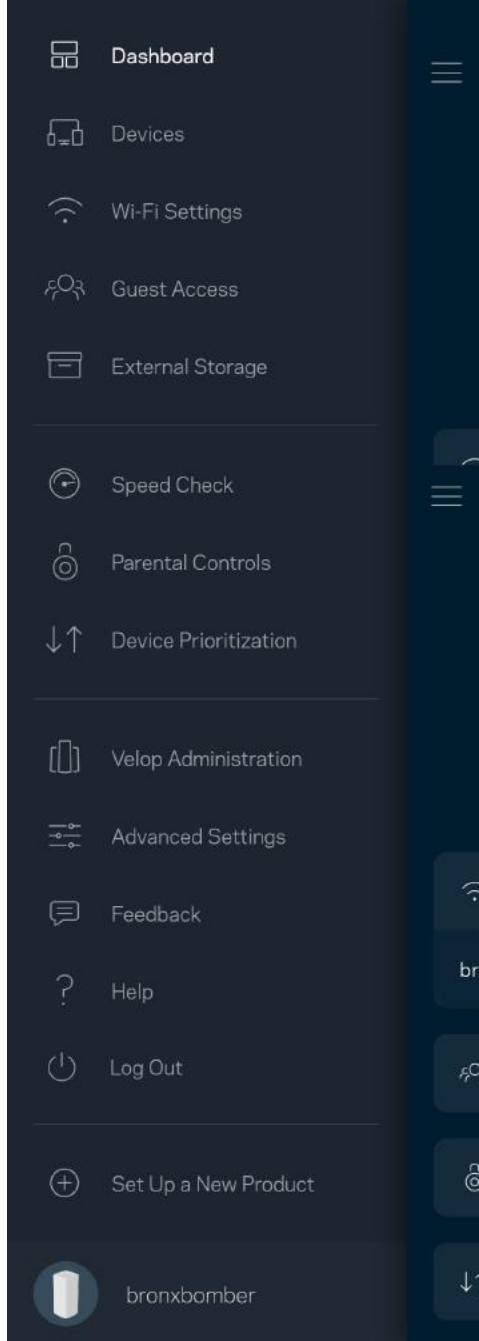 Dashboard
Devices
Wi-Fi Settings
Guest Access
External Storage
Speed Check
Parental Controls
Device Prioritization
Velop Administration
Advanced Settings
Feedback
Help
Log Out
Set Up a New Product
bronxbomber
br